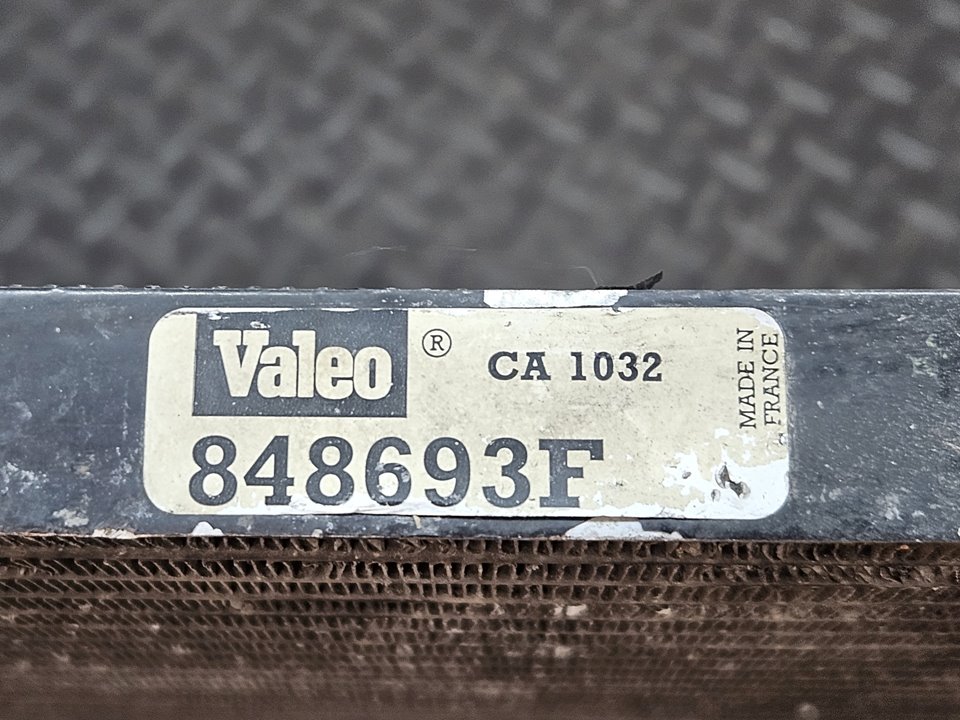 Valeo ® CA 1032
848693F
MADE IN
FRANCE